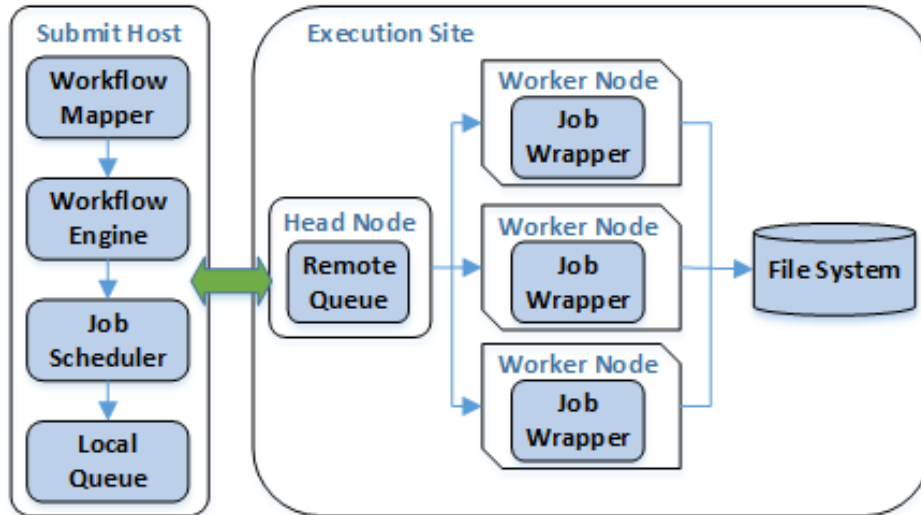 Submit Host
Workflow
Mapper
Workflow
Engine
Job
Scheduler
Local
Queue
Execution Site
Head Node
Remote
Queue
Worker Node
Job
Wrapper
Worker Node
Job
Wrapper
Worker Node
Job
Wrapper
File System